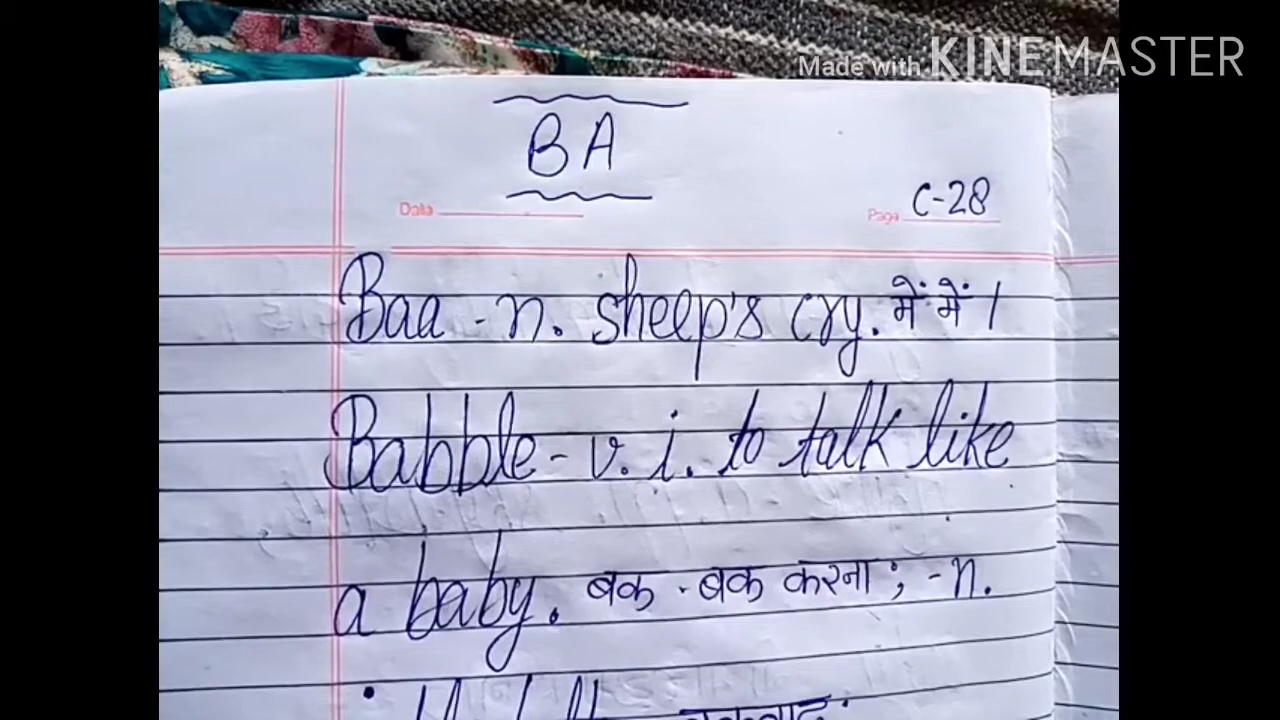 Made with KINEMASTER
BA
Date
Page C-28
Baa - n. sheep's cry. में में ।
Babble - v. i. to talk like
a baby. बक - बक करना ; - n.